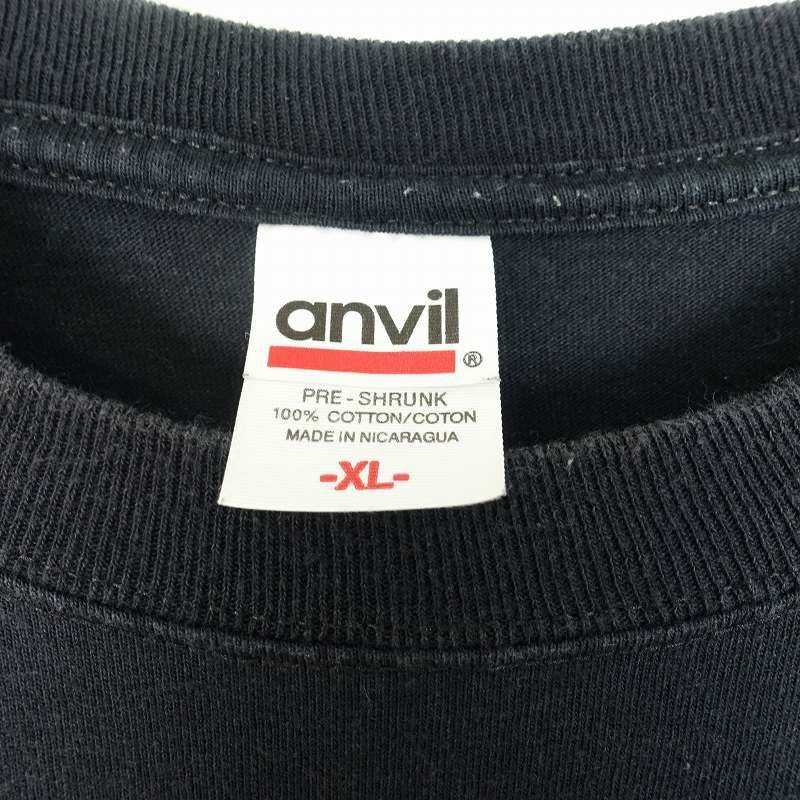 anvil®
PRE-SHRUNK
100% COTTON/COTON
MADE IN NICARAGUA
-XL-